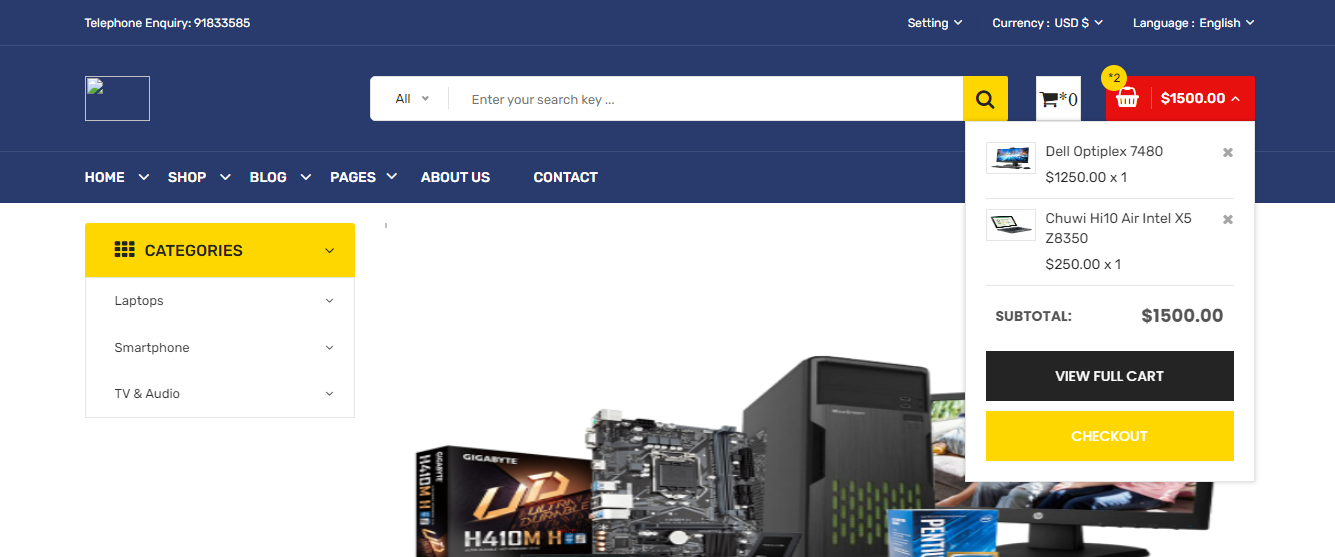 Telephone Enquiry: 91833585
Setting
Currency : USD $
Language : English
All
Enter your search key ...
*0
*2
$1500.00
HOME
SHOP
BLOG
PAGES
ABOUT US
CONTACT
Dell Optiplex 7480
$1250.00 x 1
Chuwi Hi10 Air Intel X5
Z8350
$250.00 x 1
SUBTOTAL:
$1500.00
VIEW FULL CART
CHECKOUT
CATEGORIES
Laptops
Smartphone
TV & Audio
GIGABYTE
H410M H
ULTRA
DURABLE
H410M H
PENTI